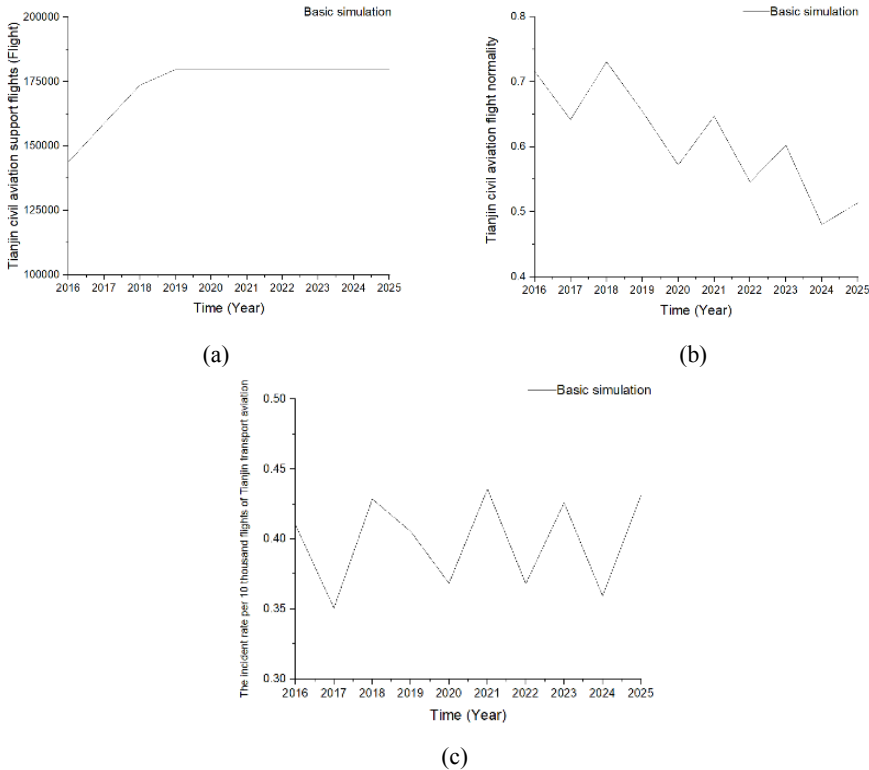 Basic simulation
Tianjin civil aviation support flights (Flight)
200000
175000
150000
125000
100000
2016 2017 2018 2019 2020 2021 2022 2023 2024 2025
Time (Year)
(a)
Basic simulation
Tianjin civil aviation flight normality
0.8
0.7
0.6
0.5
0.4
2016 2017 2018 2019 2020 2021 2022 2023 2024 2025
Time (Year)
(b)
Basic simulation
The incident rate per 10 thousand flights of Tianjin transport aviation
0.50
0.45
0.40
0.35
0.30
2016 2017 2018 2019 2020 2021 2022 2023 2024 2025
Time (Year)
(c)